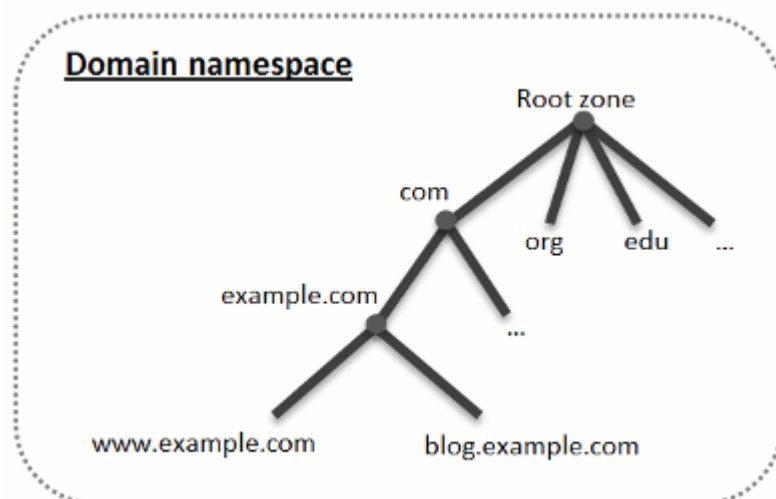 Domain namespace
Root zone
com
org
edu
...
example.com
...
www.example.com
blog.example.com